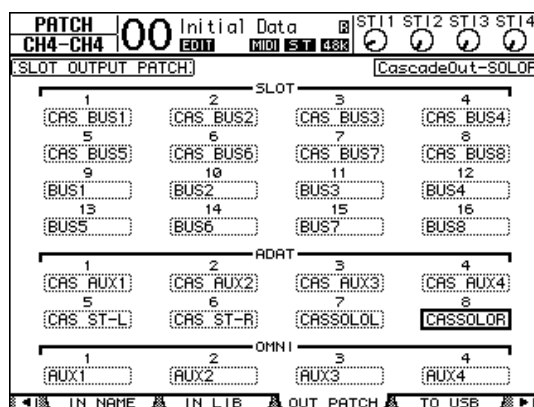 PATCH 00 Initial Data ST11 ST12 ST13 ST14
CH4-CH4 EDIT MIDI ST 48K
SLOT OUTPUT PATCH CascadeOut-SOLOR
SLOT
1 2 3 4
CAS BUS1 CAS BUS2 CAS BUS3 CAS BUS4
5 6 7 8
CAS BUS5 CAS BUS6 CAS BUS7 CAS BUS8
9 10 11 12
BUS1 BUS2 BUS3 BUS4
13 14 15 16
BUS5 BUS6 BUS7 BUS8
ADAT
1 2 3 4
CAS AUX1 CAS AUX2 CAS AUX3 CAS AUX4
5 6 7 8
CAS ST-L CAS ST-R CASSOLOL CASSOLOR
OMNI
1 2 3 4
AUX1 AUX2 AUX3 AUX4
IN NAME IN LIB OUT PATCH TO USB